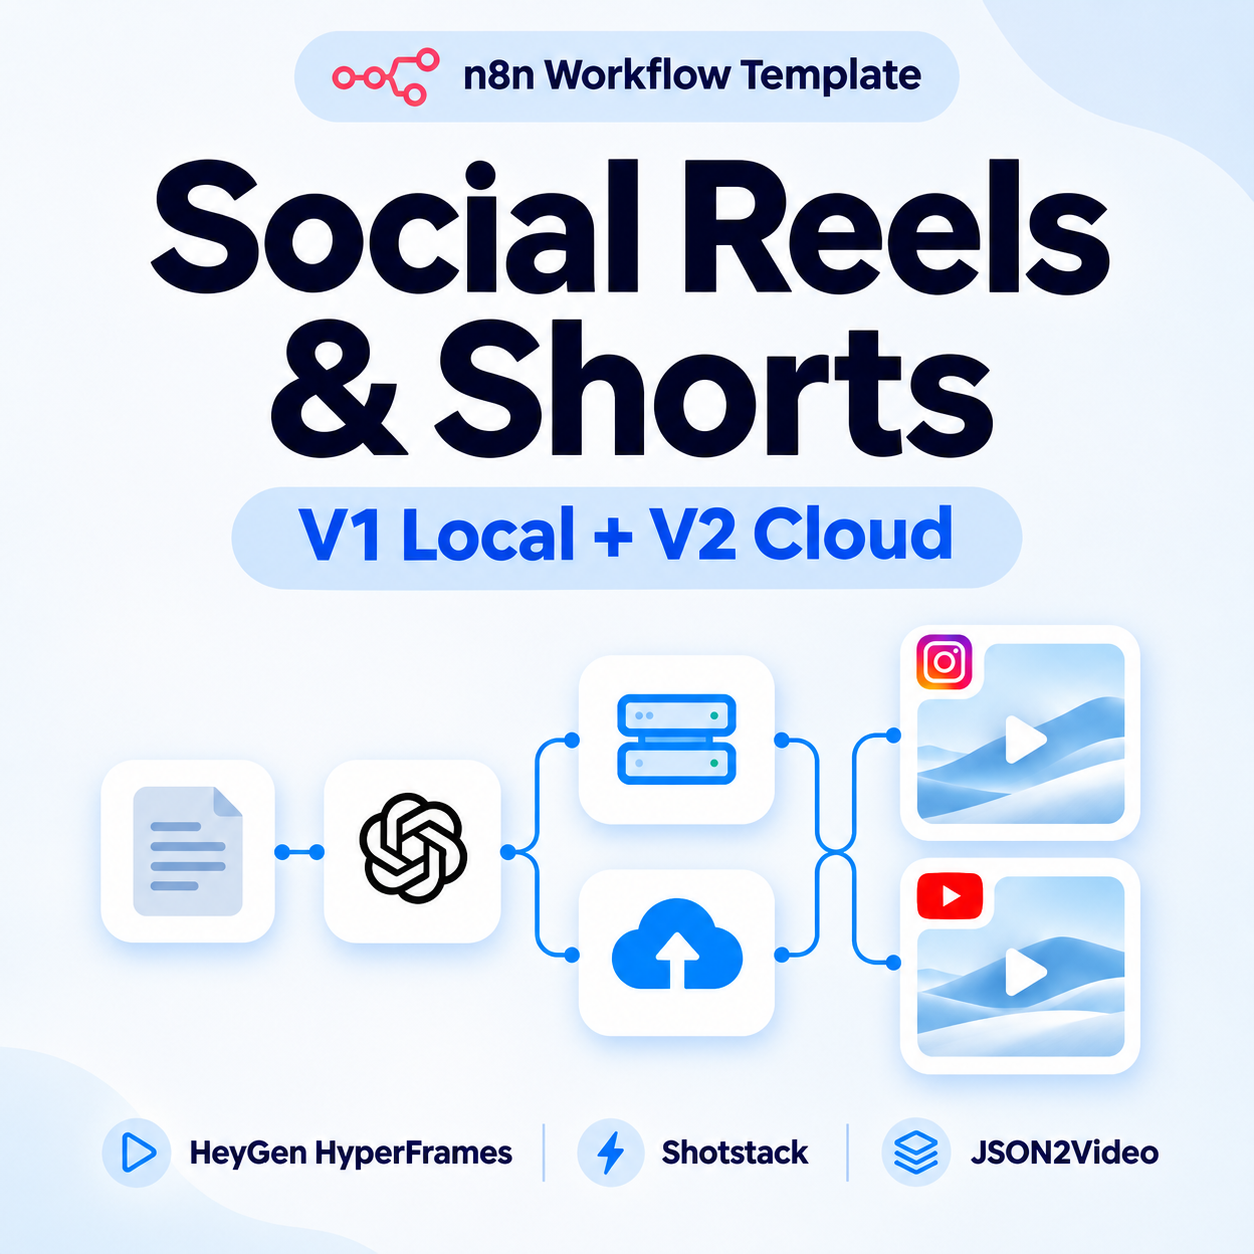 n8n Workflow Template
Social Reels
& Shorts
V1 Local + V2 Cloud
HeyGen HyperFrames
Shotstack
JSON2Video